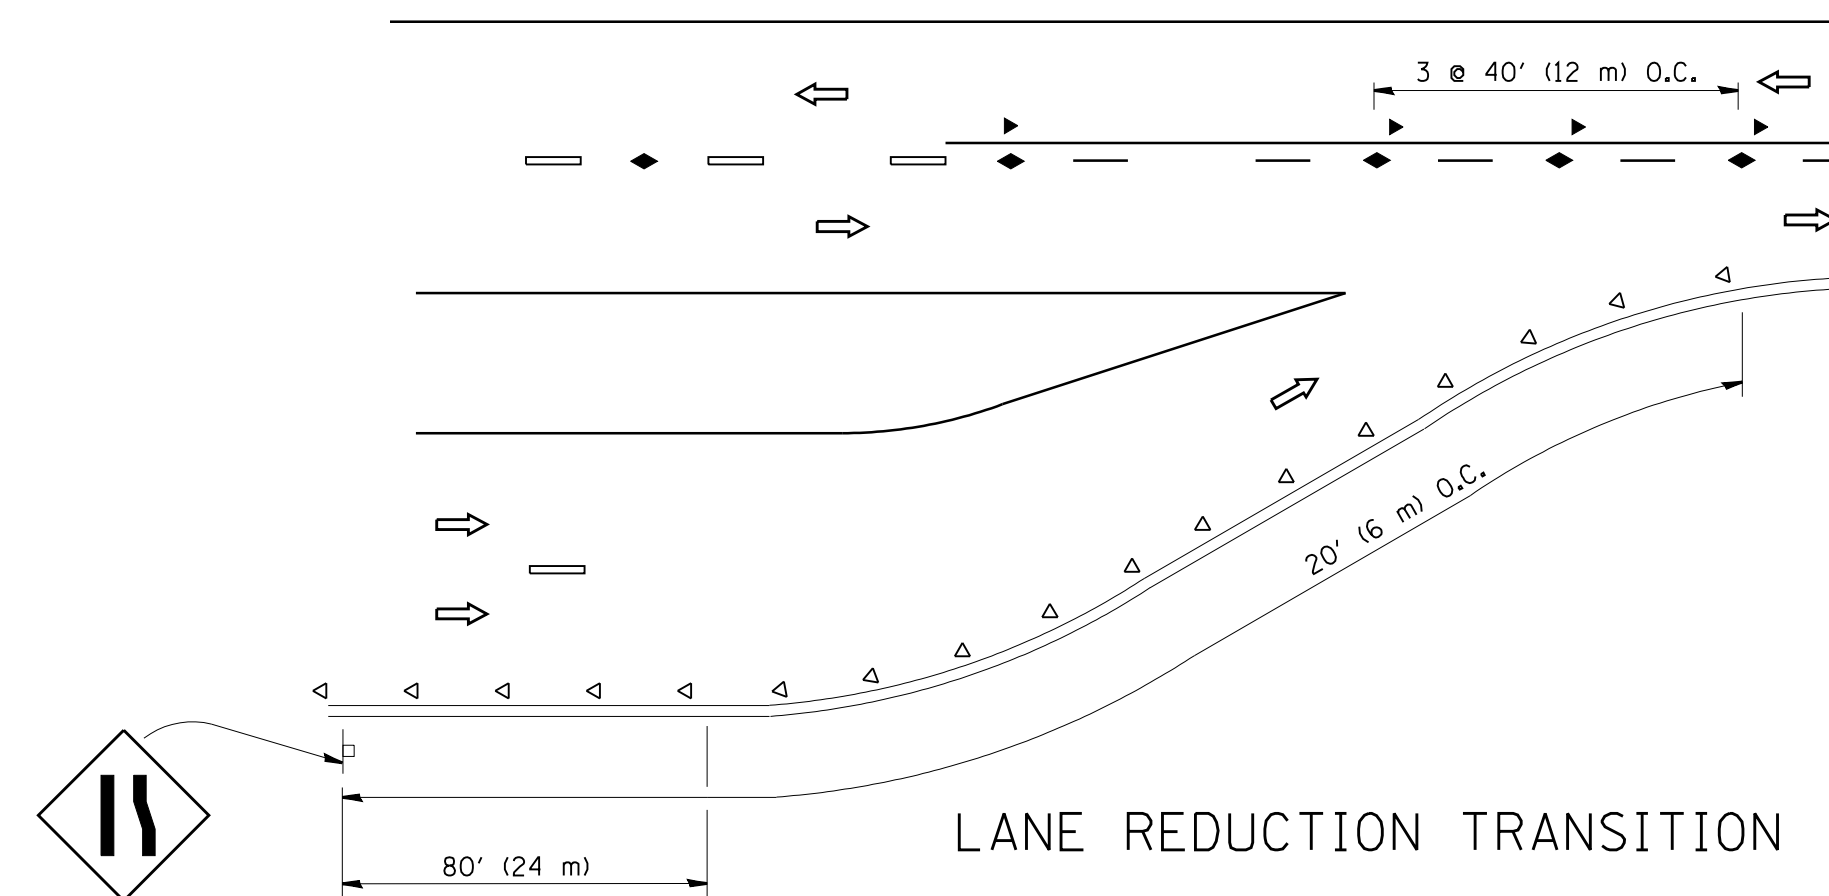 3 @ 40' (12 m) O.C.
20' (6 m) O.C.
80' (24 m)
LANE REDUCTION TRANSITION